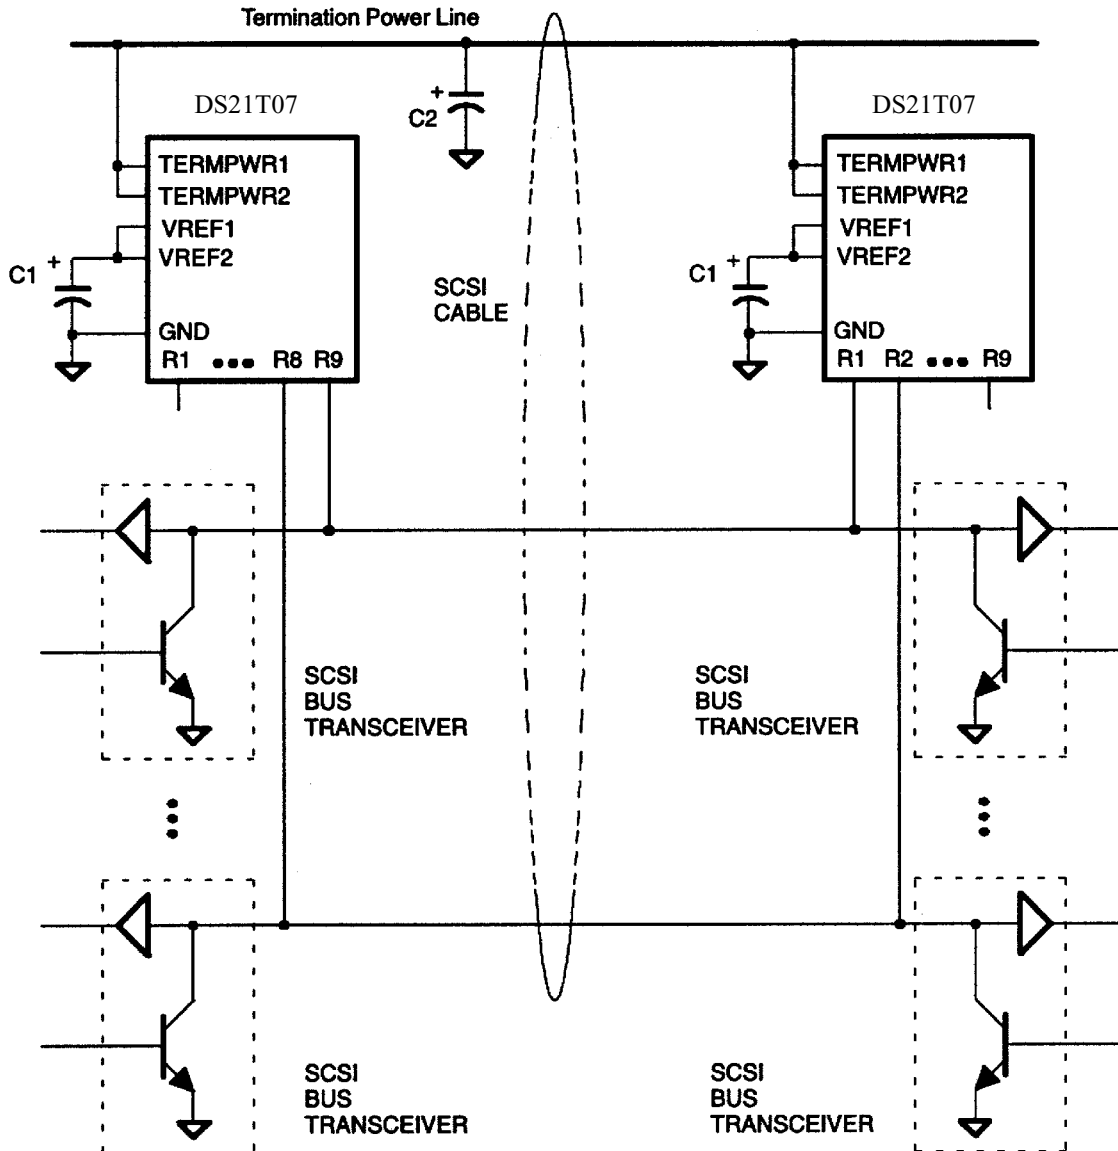 Termination Power Line
DS21T07
DS21T07
+
C2
TERMPWR1
TERMPWR2
VREF1
VREF2
GND
R1 ••• R8 R9
+
C1
TERMPWR1
TERMPWR2
VREF1
VREF2
GND
R1 R2 ••• R9
+
C1
SCSI
CABLE
SCSI
BUS
TRANSCEIVER
SCSI
BUS
TRANSCEIVER
SCSI
BUS
TRANSCEIVER
SCSI
BUS
TRANSCEIVER